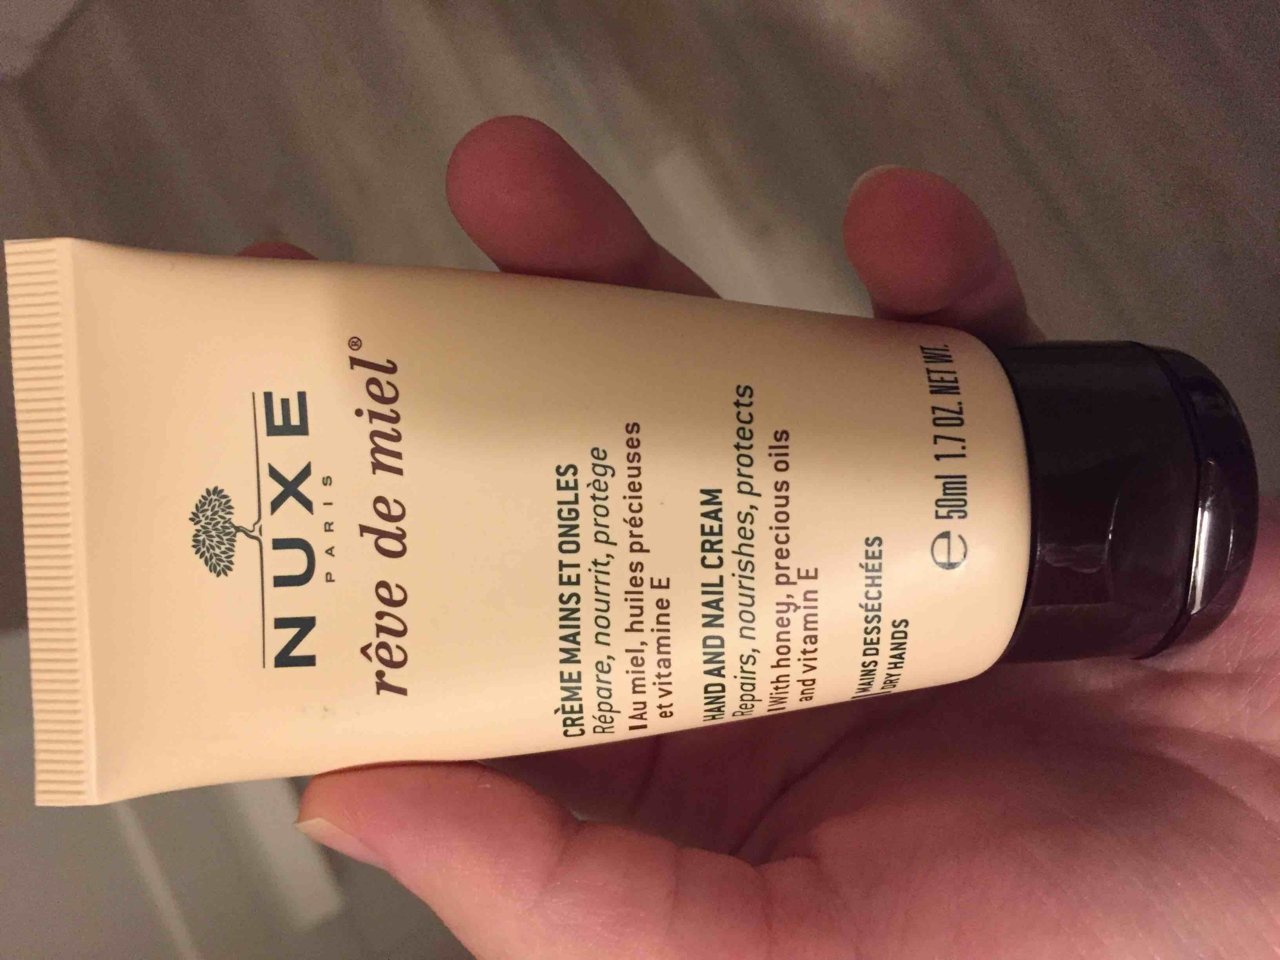 NUXE
PARIS
rêve de miel®
CRÈME MAINS ET ONGLES
Répare, nourrit, protège
Au miel, huiles précieuses
et vitamine E
HAND AND NAIL CREAM
Repairs, nourishes, protects
With honey, precious oils
and vitamin E
MAINS DESSÉCHÉES
DRY HANDS
℮ 50ml 1.7 OZ. NET WT.